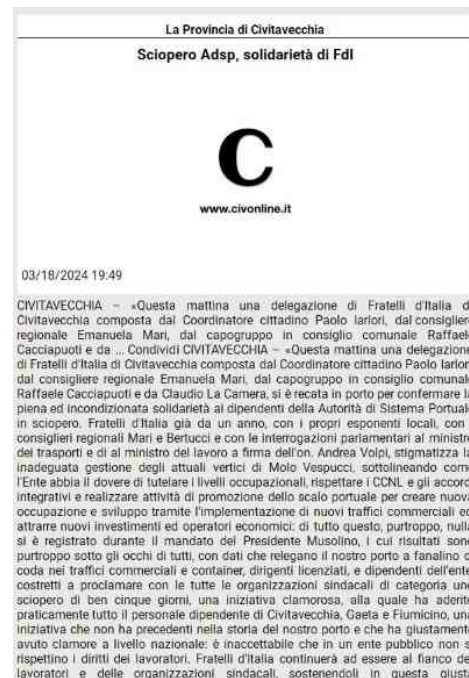 La Provincia di Civitavecchia
Sciopero Adsp, solidarietà di FdI
C
www.civonline.it
03/18/2024 19:49
CIVITAVECCHIA – «Questa mattina una delegazione di Fratelli d'Italia di
Civitavecchia composta dal Coordinatore cittadino Paolo Iarlori, dal consigliere
regionale Emanuela Mari, dal capogruppo in consiglio comunale Raffaele
Cacciapuoti e da ... Condividi CIVITAVECCHIA – «Questa mattina una delegazione
di Fratelli d'Italia di Civitavecchia composta dal Coordinatore cittadino Paolo Iarlori,
dal consigliere regionale Emanuela Mari, dal capogruppo in consiglio comunale
Raffaele Cacciapuoti e da Claudio La Camera, si è recata in porto per confermare la
piena ed incondizionata solidarietà ai dipendenti della Autorità di Sistema Portuale
in sciopero. Fratelli d'Italia già da un anno, con i propri esponenti locali, con i
consiglieri regionali Mari e Bertucci e con le interrogazioni parlamentari al ministro
dei trasporti e di al ministro del lavoro a firma dell'on. Andrea Volpi, stigmatizza la
inadeguata gestione degli attuali vertici di Molo Vespucci, sottolineando come
l'Ente abbia il dovere di tutelare i livelli occupazionali, rispettare i CCNL e gli accordi
integrativi e realizzare attività di promozione dello scalo portuale per creare nuova
occupazione e sviluppo tramite l'implementazione di nuovi traffici commerciali ed
attrarre nuovi investimenti ed operatori economici: di tutto questo, purtroppo, nulla
si è registrato durante il mandato del Presidente Musolino, i cui risultati sono
purtroppo sotto gli occhi di tutti, con dati che relegano il nostro porto a fanalino di
coda nei traffici commerciali e container, dirigenti licenziati, e dipendenti dell'ente
costretti a proclamare con le tutte le organizzazioni sindacali di categoria uno
sciopero di ben cinque giorni, una iniziativa clamorosa, alla quale ha aderito
praticamente tutto il personale dipendente di Civitavecchia, Gaeta e Fiumicino, una
iniziativa che non ha precedenti nella storia del nostro porto e che ha giustamente
avuto clamore a livello nazionale: è inaccettabile che in un ente pubblico non si
rispettino i diritti dei lavoratori. Fratelli d'Italia continuerà ad essere al fianco dei
lavoratori e delle organizzazioni sindacali, sostenendoli in questa giusta